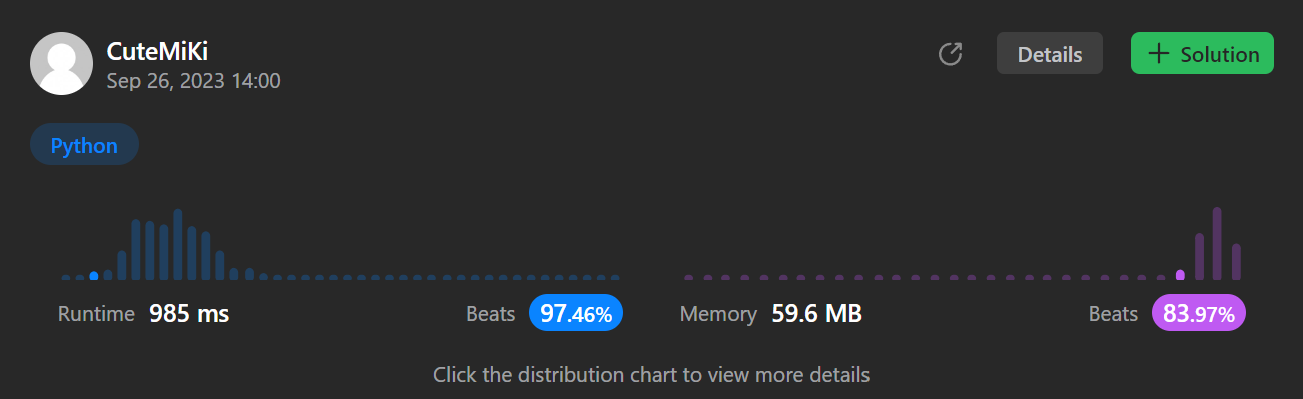 CuteMiKi
Sep 26, 2023 14:00
Details
+ Solution
Python
Runtime 985 ms Beats 97.46%
Memory 59.6 MB Beats 83.97%
Click the distribution chart to view more details